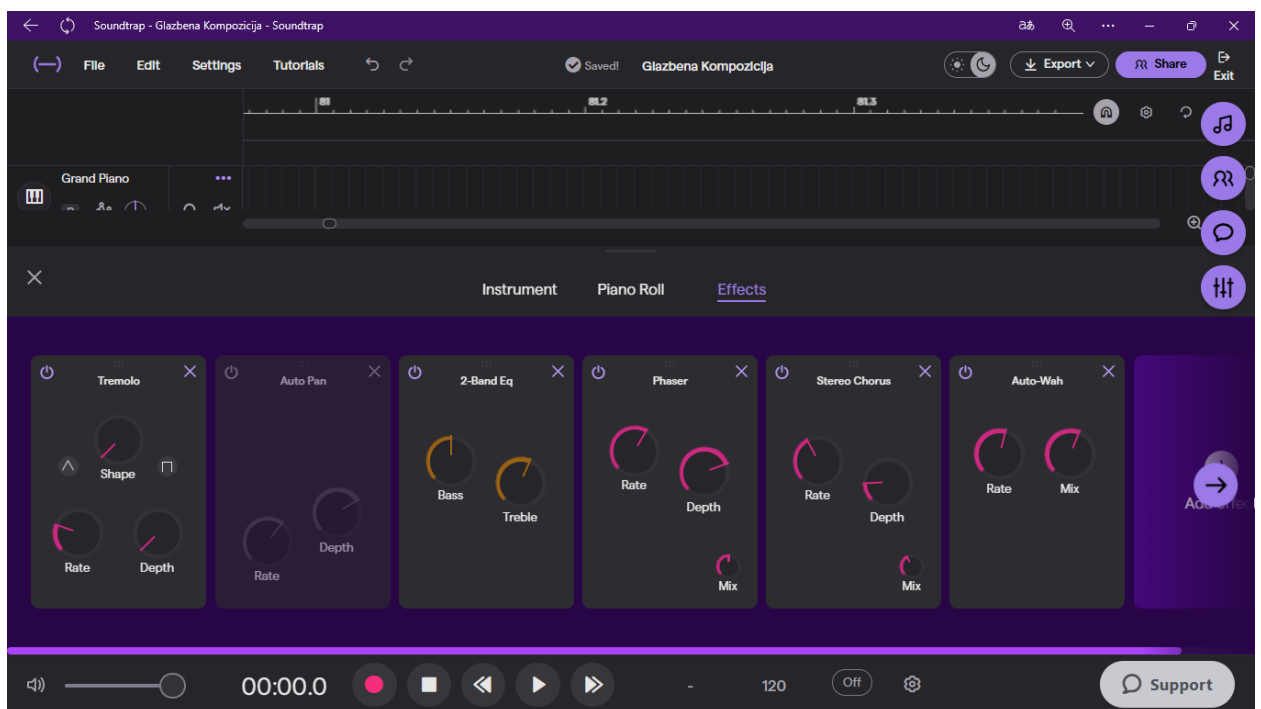 Soundtrap - Glazbena Kompozicija - Soundtrap
File Edit Settings Tutorials Saved! Glazbena Kompozicija Export Share Exit
81 81.2 81.3
Grand Piano
Instrument Piano Roll Effects
Tremolo
Shape
Rate Depth
Auto Pan
Depth
Rate
2-Band Eq
Bass
Treble
Phaser
Rate
Depth
Mix
Stereo Chorus
Rate
Depth
Mix
Auto-Wah
Rate Mix
Add effect
00:00.0 - 120 Off Support